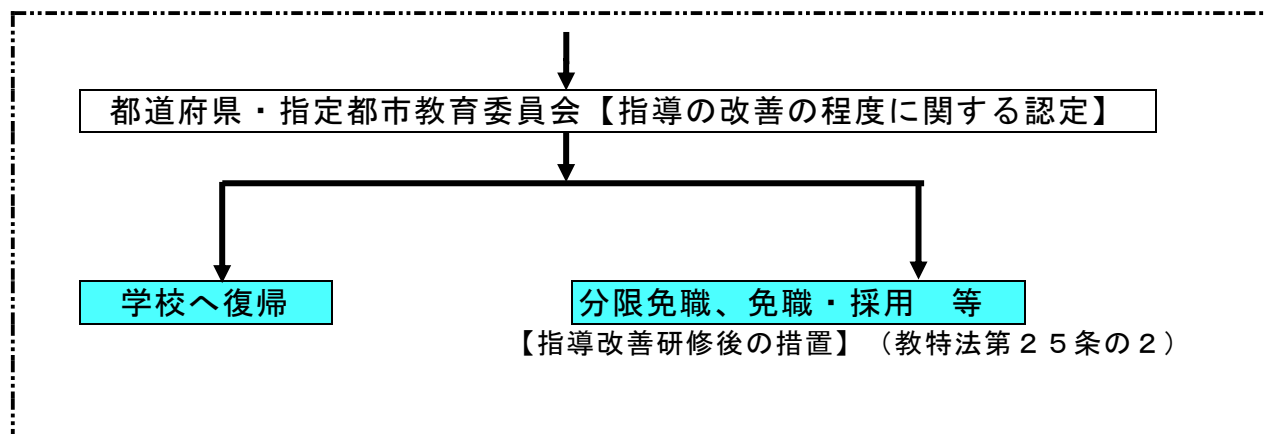 都道府県・指定都市教育委員会【指導の改善の程度に関する認定】
学校へ復帰
分限免職、免職・採用　等
【指導改善研修後の措置】（教特法第２５条の２）